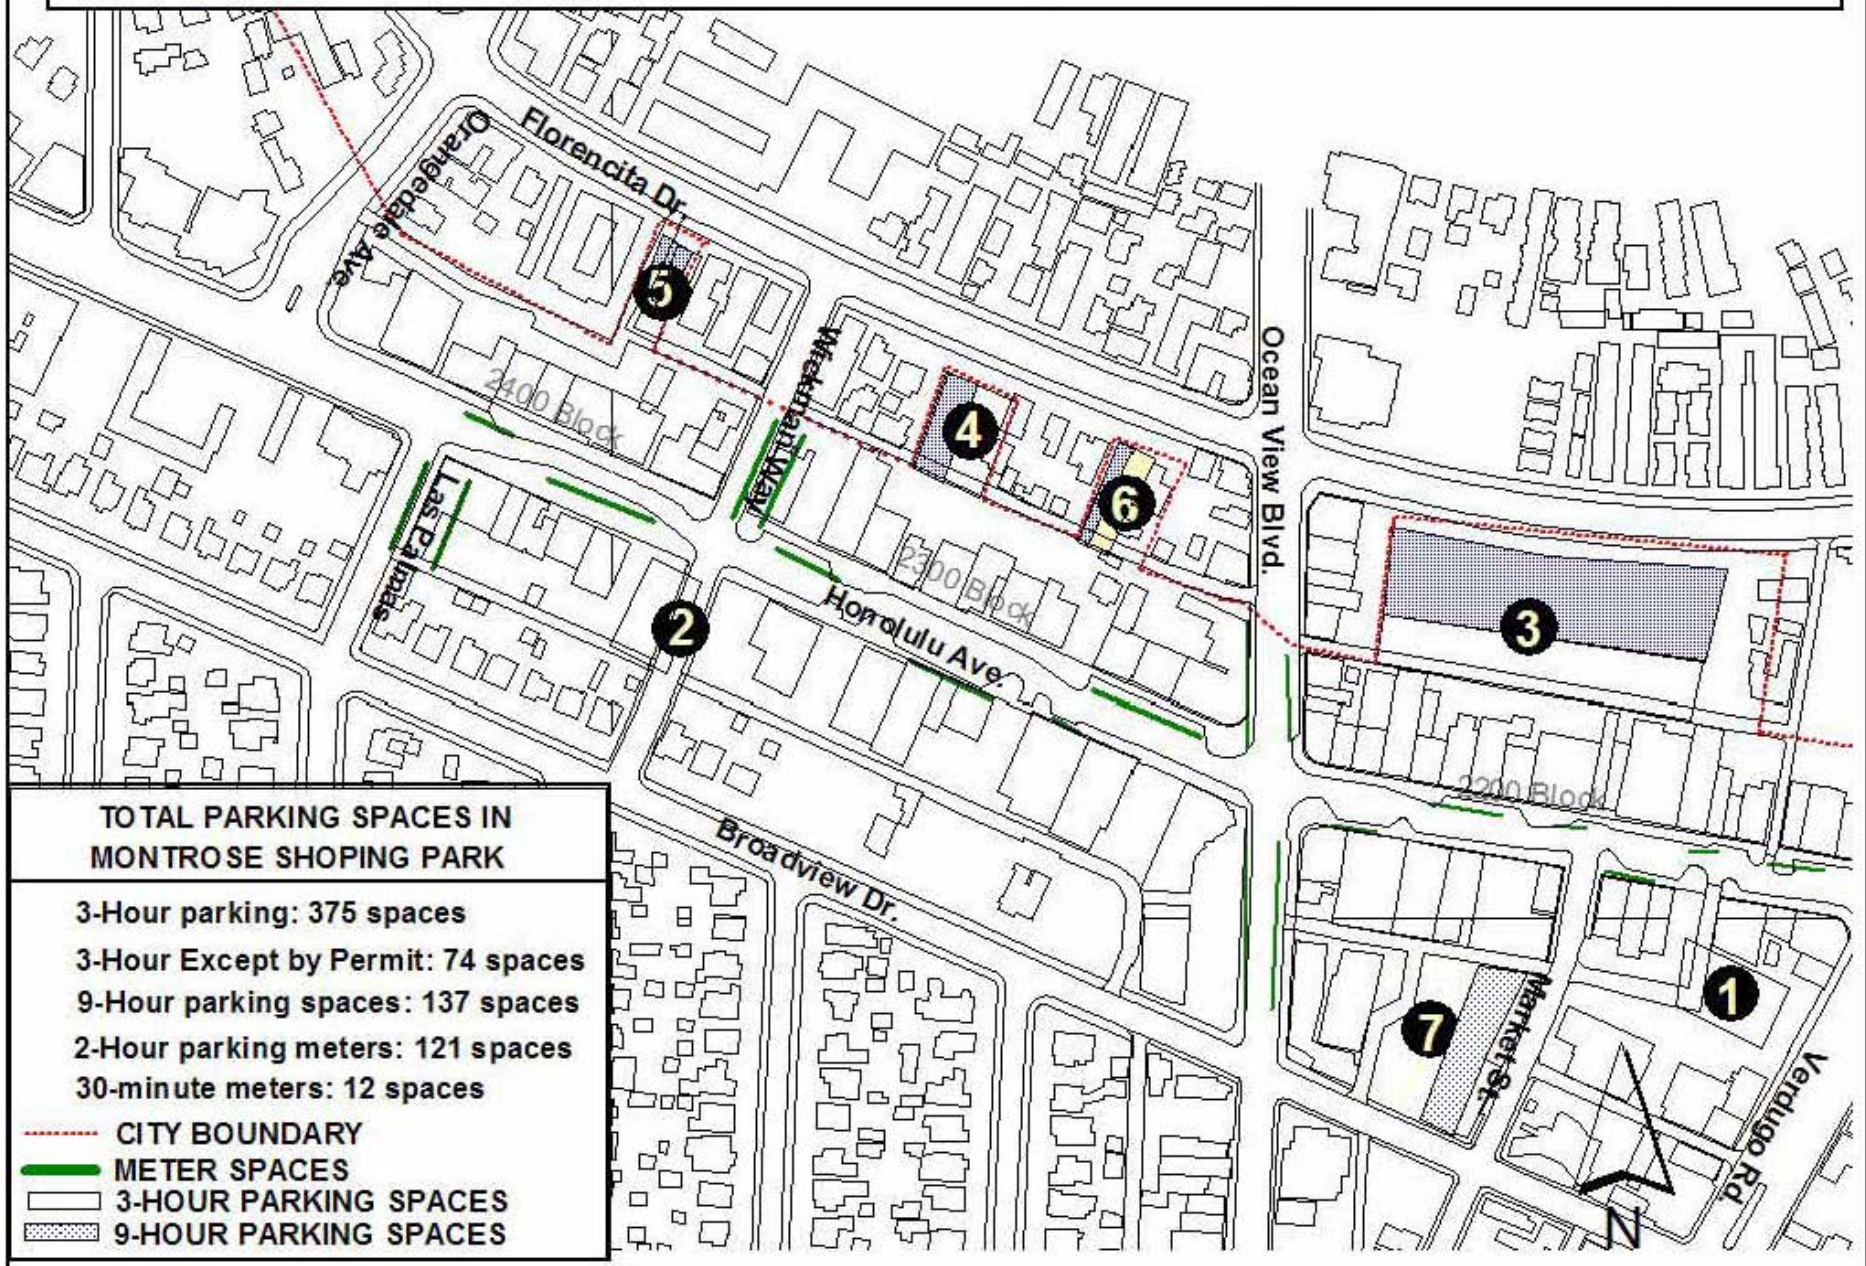 Orangedale Ave.
Florencita Dr.
5
Wickman Way
2400 Block
4
6
Ocean View Blvd.
Las Palmas
2
2300 Block
Honolulu Ave.
3
2200 Block
Broadview Dr.
7
Market St.
1
Verdugo Rd.
N
TOTAL PARKING SPACES IN
MONTROSE SHOPING PARK
3-Hour parking: 375 spaces
3-Hour Except by Permit: 74 spaces
9-Hour parking spaces: 137 spaces
2-Hour parking meters: 121 spaces
30-minute meters: 12 spaces
CITY BOUNDARY
METER SPACES
3-HOUR PARKING SPACES
9-HOUR PARKING SPACES